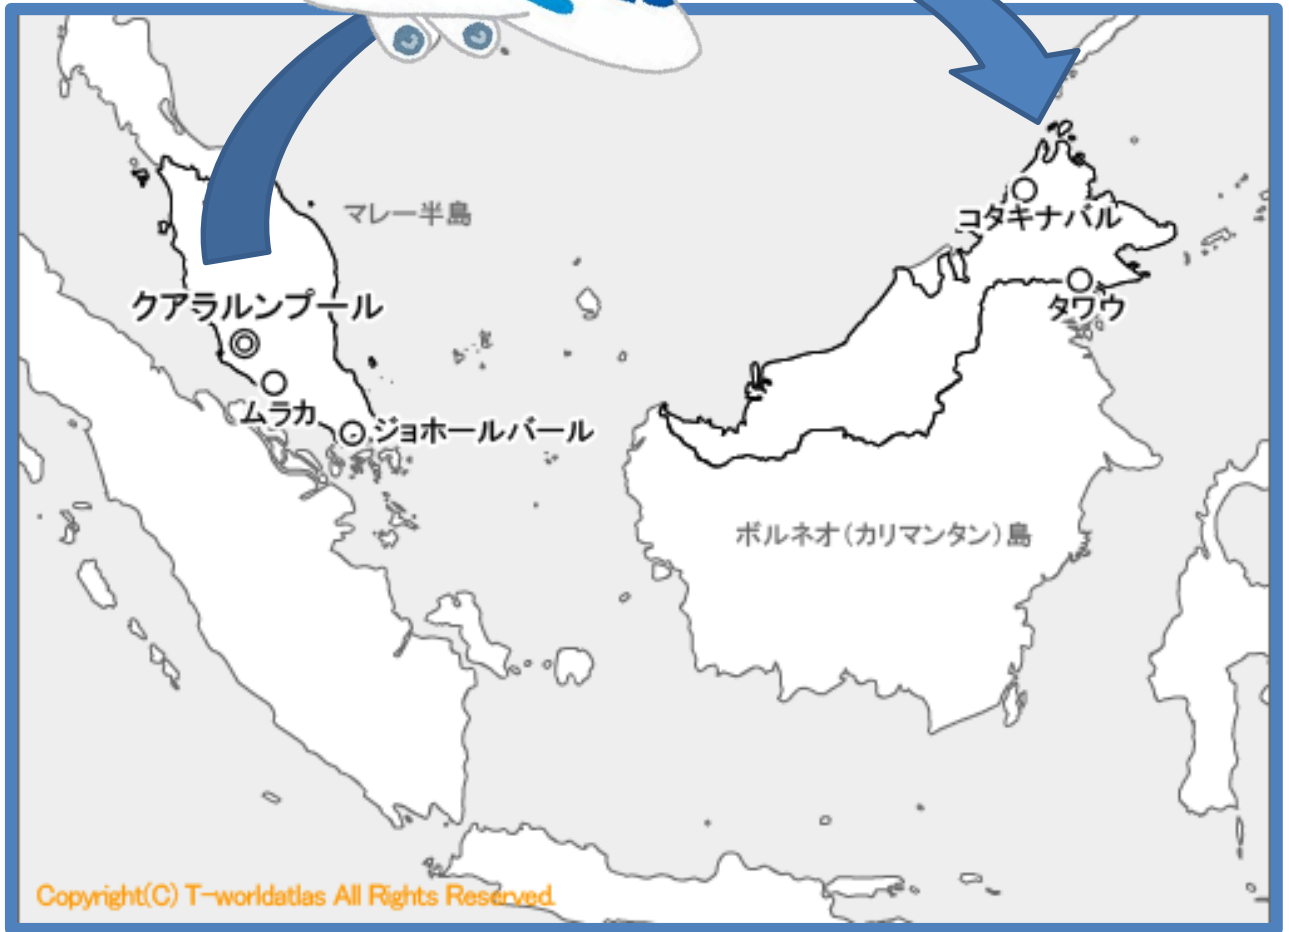 マレー半島
コタキナバル
クアラルンプール
タワウ
ムラカ
ジョホールバール
ボルネオ(カリマンタン)島
Copyright(C) T-worldatlas All Rights Reserved.